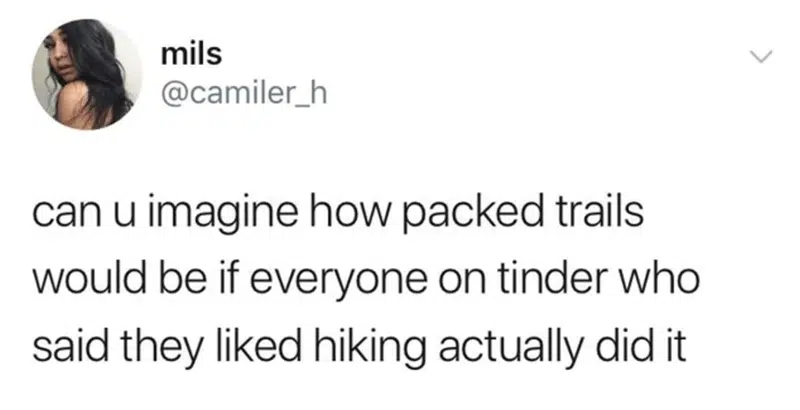 mils
@camiler_h
can u imagine how packed trails
would be if everyone on tinder who
said they liked hiking actually did it